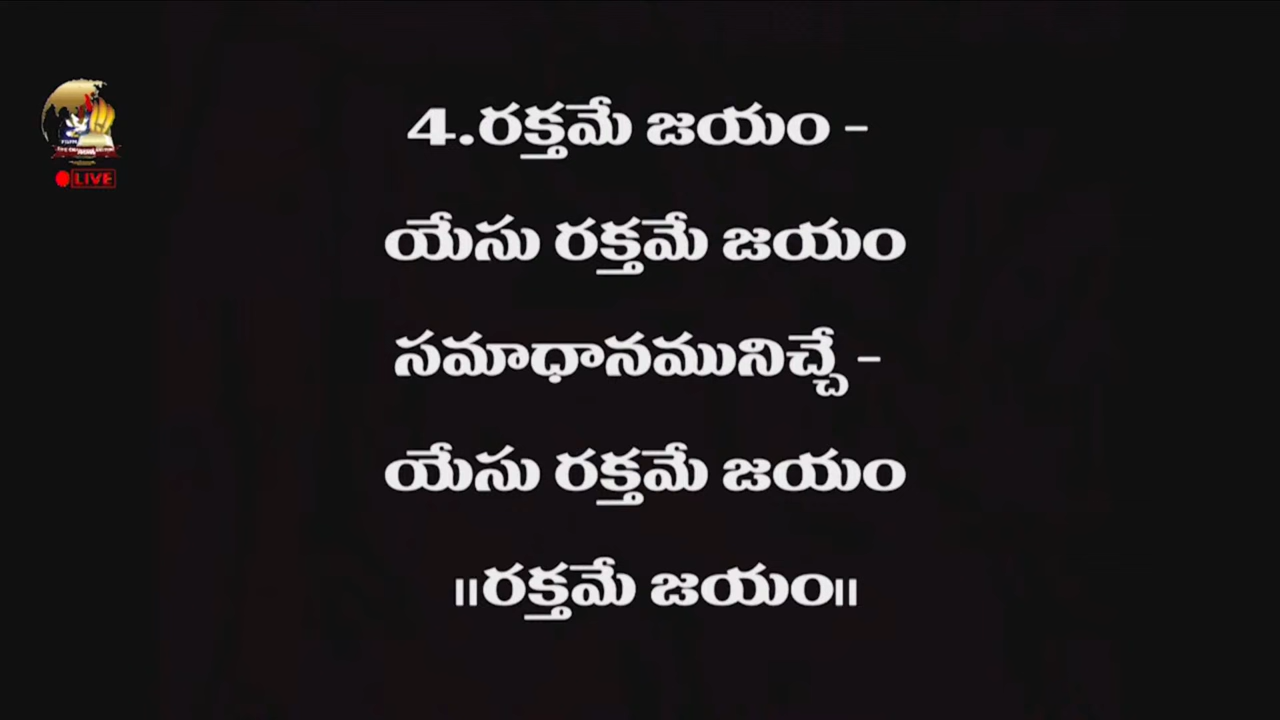 LIVE
4.రక్తమే జయం -
యేసు రక్తమే జయం
సమాధానమునిచ్చే -
యేసు రక్తమే జయం
॥రక్తమే జయం॥